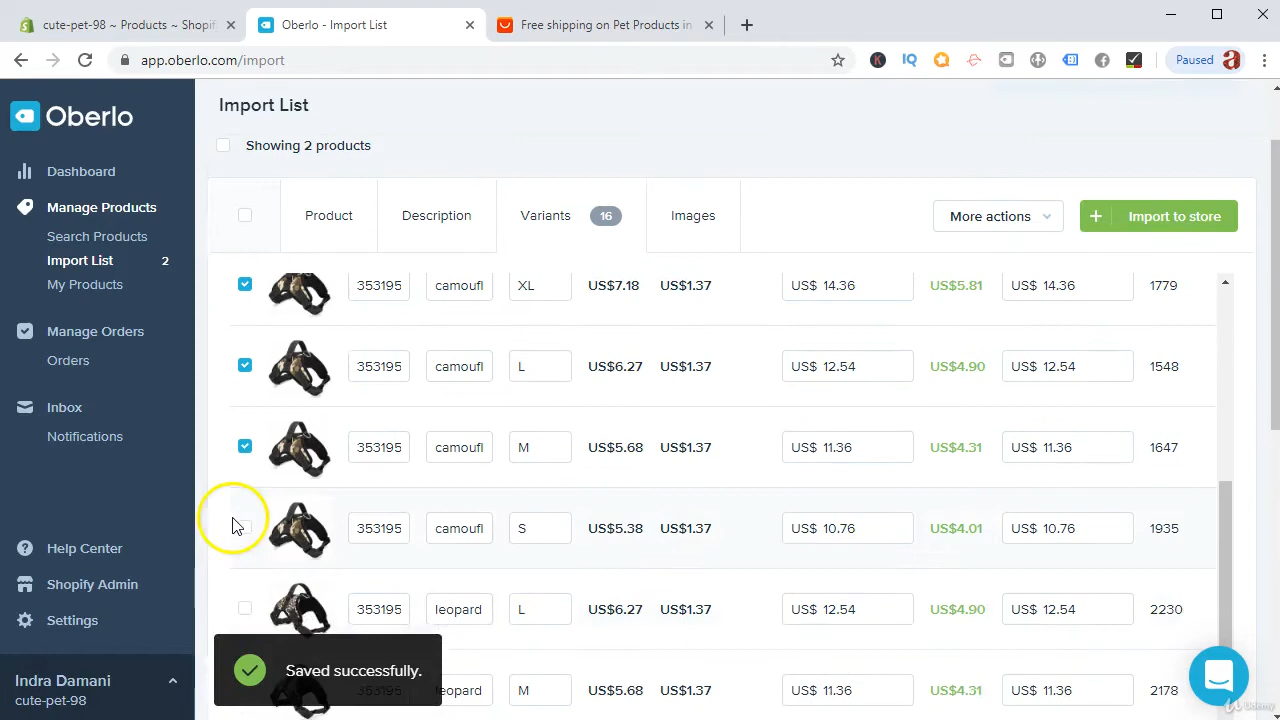 cute-pet-98 ~ Products ~ Shopif
Oberlo - Import List
Free shipping on Pet Products in
app.oberlo.com/import
Paused
Oberlo
Dashboard
Manage Products
Search Products
Import List 2
My Products
Manage Orders
Orders
Inbox
Notifications
Help Center
Shopify Admin
Settings
Indra Damani
cute-pet-98
Import List
Showing 2 products
Product Description Variants 16 Images More actions + Import to store
353195 camoufl XL US$7.18 US$1.37 US$ 14.36 US$5.81 US$ 14.36 1779
353195 camoufl L US$6.27 US$1.37 US$ 12.54 US$4.90 US$ 12.54 1548
353195 camoufl M US$5.68 US$1.37 US$ 11.36 US$4.31 US$ 11.36 1647
353195 camoufl S US$5.38 US$1.37 US$ 10.76 US$4.01 US$ 10.76 1935
353195 leopard L US$6.27 US$1.37 US$ 12.54 US$4.90 US$ 12.54 2230
353195 leopard M US$5.68 US$1.37 US$ 11.36 US$4.31 US$ 11.36 2178
Saved successfully.
Udemy